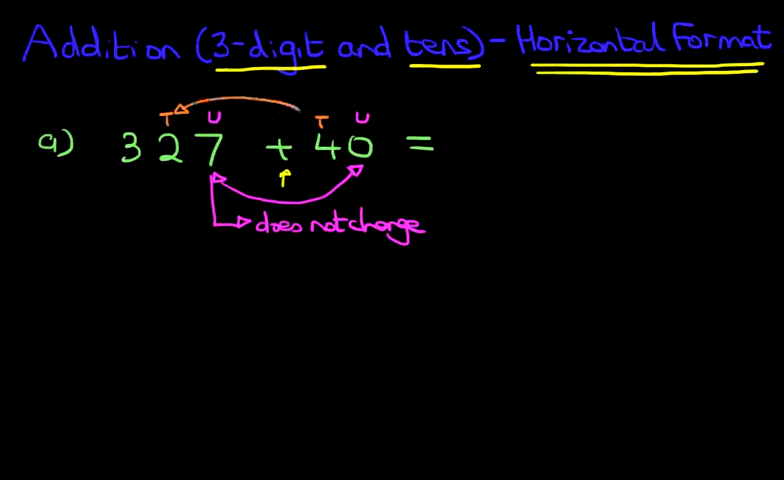 Addition (3-digit and tens) - Horizontal Format
T U T U
a) 327 + 40 =
does not change